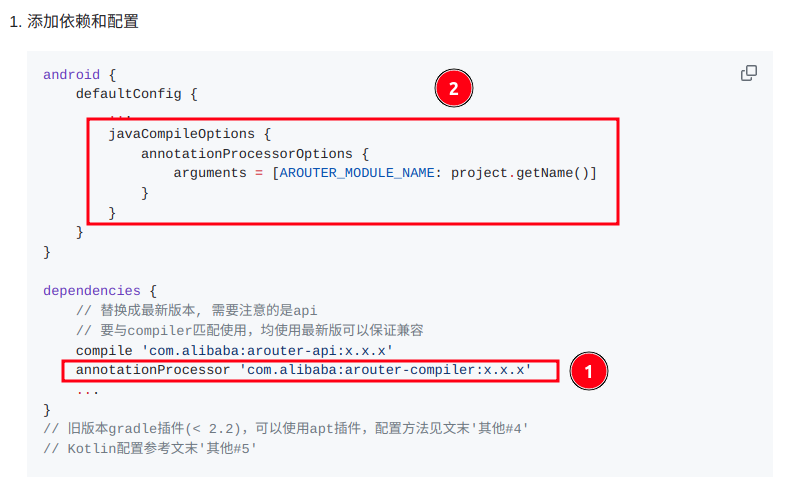 1. 添加依赖和配置
android {
    defaultConfig {
        ...
        javaCompileOptions {
            annotationProcessorOptions {
                arguments = [AROUTER_MODULE_NAME: project.getName()]
            }
        }
    }
}

dependencies {
    // 替换成最新版本, 需要注意的是api
    // 要与compiler匹配使用，均使用最新版可以保证兼容
    compile 'com.alibaba:arouter-api:x.x.x'
    annotationProcessor 'com.alibaba:arouter-compiler:x.x.x'
    ...
}
// 旧版本gradle插件(< 2.2)，可以使用apt插件，配置方法见文末'其他#4'
// Kotlin配置参考文末'其他#5'
2
1